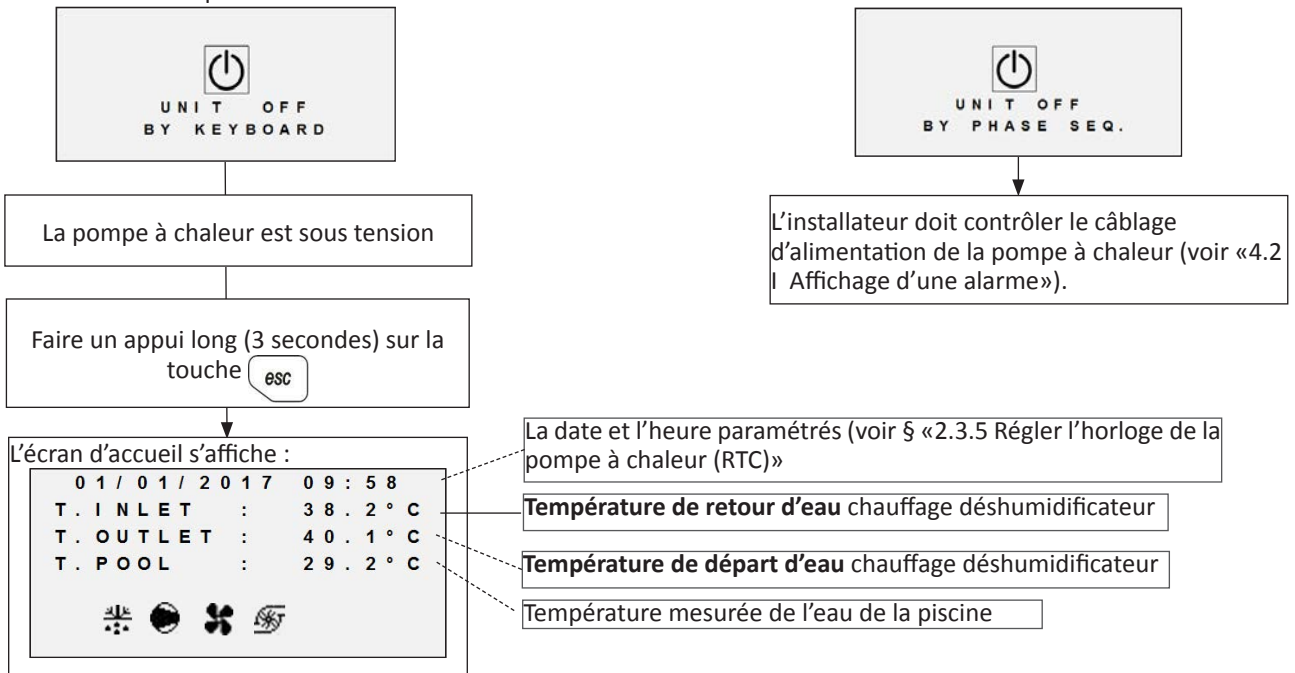 UNIT OFF
BY KEYBOARD
La pompe à chaleur est sous tension
Faire un appui long (3 secondes) sur la
touche esc
L'écran d'accueil s'affiche :
01/01/2017 09:58
T.INLET : 38.2°C
T.OUTLET : 40.1°C
T.POOL : 29.2°C
UNIT OFF
BY PHASE SEQ.
L'installateur doit contrôler le câblage
d'alimentation de la pompe à chaleur (voir «4.2
I Affichage d'une alarme»).
La date et l'heure paramétrés (voir § «2.3.5 Régler l'horloge de la
pompe à chaleur (RTC)»
Température de retour d'eau chauffage déshumidificateur
Température de départ d'eau chauffage déshumidificateur
Température mesurée de l'eau de la piscine